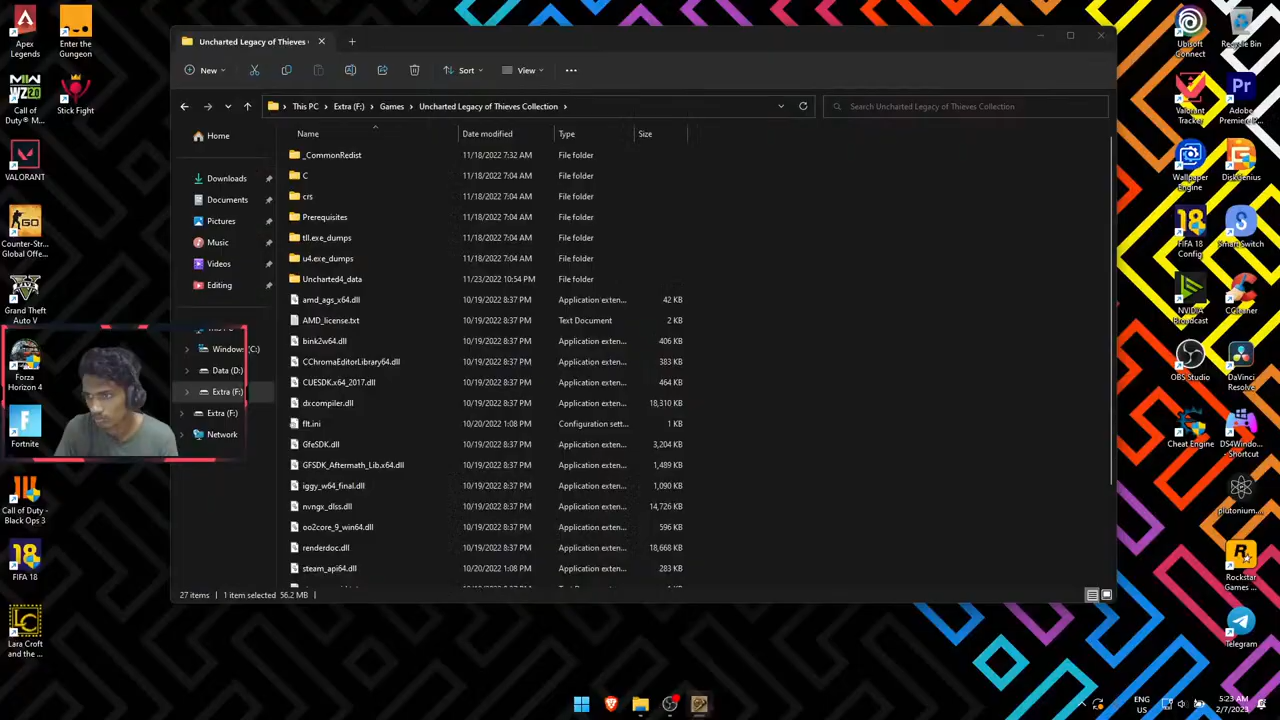 Apex
Legends
Enter the
Gungeon
Call of
Duty® M...
Stick Fight
VALORANT
Counter-Str...
Global Offe...
Grand Theft
Auto V
Forza
Horizon 4
Fortnite
Call of Duty -
Black Ops 3
FIFA 18
Lara Croft
and the ...
Uncharted Legacy of Thieves
New
Sort
View
This PC
Extra (F:)
Games
Uncharted Legacy of Thieves Collection
Search Uncharted Legacy of Thieves Collection
Home
Downloads
Documents
Pictures
Music
Videos
Editing
Windows (C:)
Data (D:)
Extra (F:)
Extra (F:)
Network
Name Date modified Type Size
_CommonRedist 11/18/2022 7:32 AM File folder
C 11/18/2022 7:04 AM File folder
crs 11/18/2022 7:04 AM File folder
Prerequisites 11/18/2022 7:04 AM File folder
tll.exe_dumps 11/18/2022 7:04 AM File folder
u4.exe_dumps 11/18/2022 7:04 AM File folder
Uncharted4_data 11/23/2022 10:54 PM File folder
amd_ags_x64.dll 10/19/2022 8:37 PM Application exten... 42 KB
AMD_license.txt 10/19/2022 8:37 PM Text Document 2 KB
bink2w64.dll 10/19/2022 8:37 PM Application exten... 406 KB
CChromaEditorLibrary64.dll 10/19/2022 8:37 PM Application exten... 383 KB
CUESDK.x64_2017.dll 10/19/2022 8:37 PM Application exten... 464 KB
dxcompiler.dll 10/19/2022 8:37 PM Application exten... 18,310 KB
flt.ini 10/20/2022 1:08 PM Configuration sett... 1 KB
GfeSDK.dll 10/19/2022 8:37 PM Application exten... 3,204 KB
GFSDK_Aftermath_Lib.x64.dll 10/19/2022 8:37 PM Application exten... 1,489 KB
iggy_w64_final.dll 10/19/2022 8:37 PM Application exten... 1,090 KB
nvngx_dlss.dll 10/19/2022 8:37 PM Application exten... 14,726 KB
oo2core_9_win64.dll 10/19/2022 8:37 PM Application exten... 596 KB
renderdoc.dll 10/19/2022 8:37 PM Application exten... 18,668 KB
steam_api64.dll 10/20/2022 1:08 PM Application exten... 283 KB
27 items 1 item selected 56.2 MB
Ubisoft
Connect
Recycle Bin
Valorant
Tracker
Adobe
Premiere P...
Wallpaper
Engine
DiskGenius
FIFA 18
Config
SmartSwitch
NVIDIA
Broadcast
CCleaner
OBS Studio
DaVinci
Resolve
Cheat Engine
DS4Windo...
- Shortcut
plutonium...
Rockstar
Games ...
Telegram
ENG
US
5:23 AM
2/7/2023